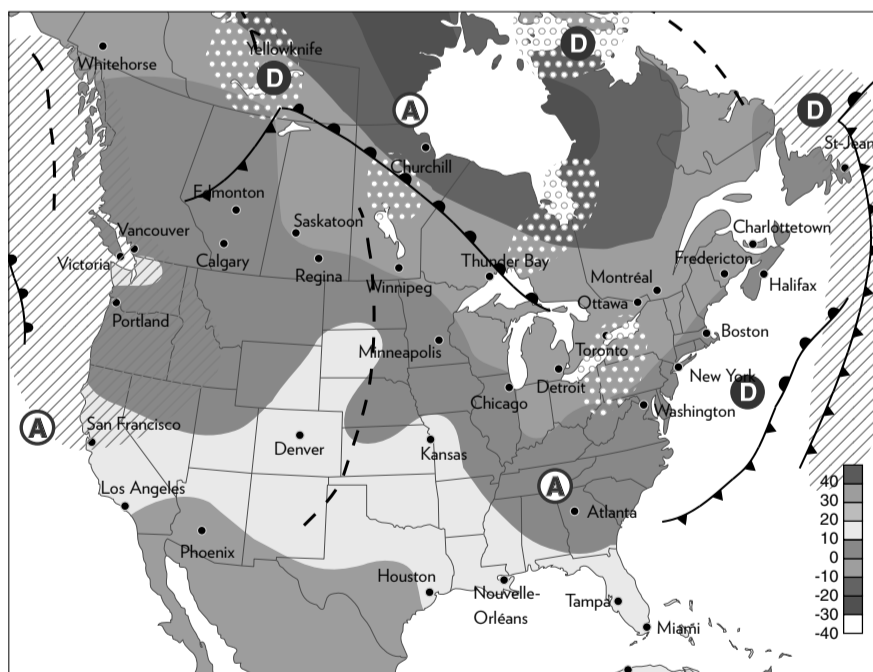 Whitehorse
Yellowknife
D
D
A
D
Churchill
St-Jean
Edmonton
Saskatoon
Vancouver
Charlottetown
Calgary
Victoria
Regina
Winnipeg
Thunder Bay
Montréal
Fredericton
Halifax
Ottawa
Portland
Minneapolis
Toronto
Boston
Detroit
New York
D
Chicago
Washington
A
San Francisco
Denver
Kansas
A
Los Angeles
Atlanta
Phoenix
Houston
Nouvelle-
Orléans
Tampa
Miami
40
30
20
10
0
-10
-20
-30
-40